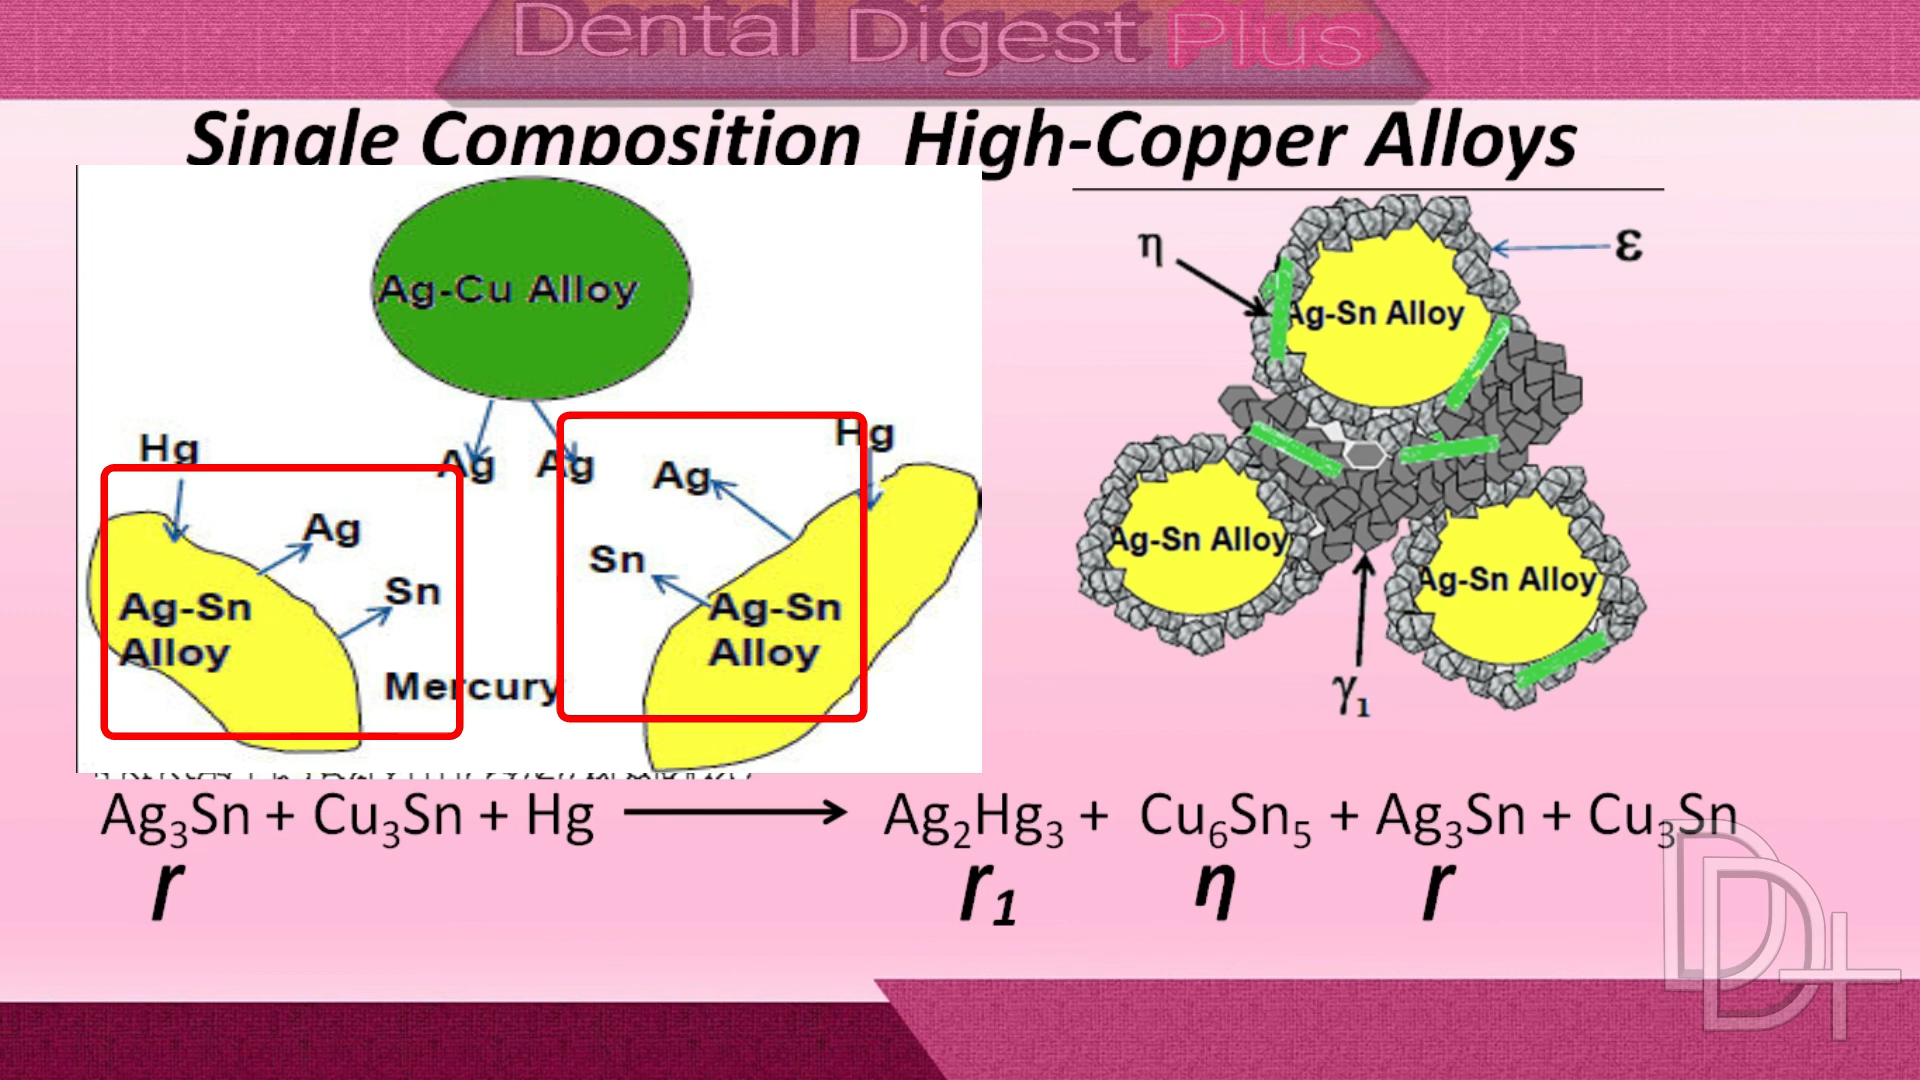 Dental Digest Plus
Single Composition High-Copper Alloys
Ag-Cu Alloy
Hg
Ag
Ag
Ag
Hg
Ag
Sn
Sn
Ag-Sn
Alloy
Ag-Sn
Alloy
Mercury
η
ε
Ag-Sn Alloy
Ag-Sn Alloy
Ag-Sn Alloy
γ₁
Ag₃Sn + Cu₃Sn + Hg ⟶ Ag₂Hg₃ + Cu₆Sn₅ + Ag₃Sn + Cu₃Sn
r r₁ η r
DD+